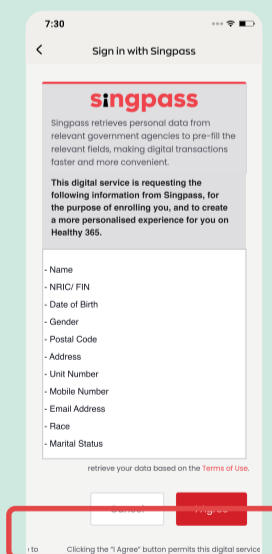 7:30
Sign in with Singpass
singpass
Singpass retrieves personal data from
relevant government agencies to pre-fill the
relevant fields, making digital transactions
faster and more convenient.
This digital service is requesting the
following information from Singpass, for
the purpose of enrolling you, and to create
a more personalised experience for you on
Healthy 365.
- Name
- NRIC/ FIN
- Date of Birth
- Gender
- Postal Code
- Address
- Unit Number
- Mobile Number
- Email Address
- Race
- Marital Status
retrieve your data based on the Terms of Use.
Cancel I Agree
to Clicking the "I Agree" button permits this digital service